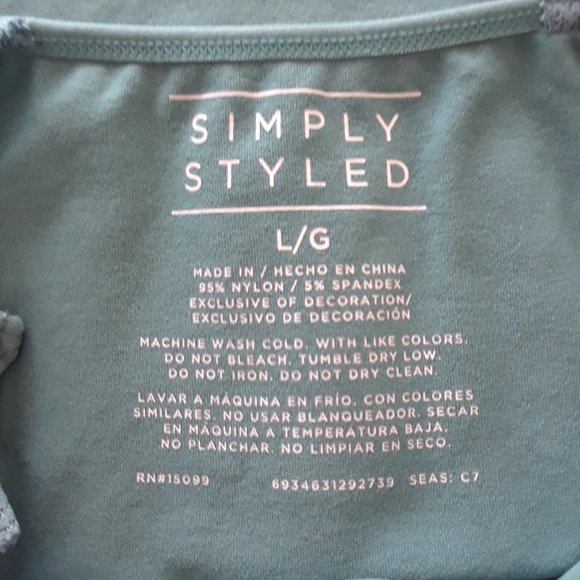 SIMPLY
STYLED
L/G
MADE IN / HECHO EN CHINA
95% NYLON / 5% SPANDEX
EXCLUSIVE OF DECORATION/
EXCLUSIVO DE DECORACIÓN
MACHINE WASH COLD. WITH LIKE COLORS.
DO NOT BLEACH. TUMBLE DRY LOW.
DO NOT IRON. DO NOT DRY CLEAN.
LAVAR A MÁQUINA EN FRÍO. CON COLORES
SIMILARES. NO USAR BLANQUEADOR. SECAR
EN MÁQUINA A TEMPERATURA BAJA.
NO PLANCHAR. NO LIMPIAR EN SECO.
RN#15099 6934631292739 SEAS: C7